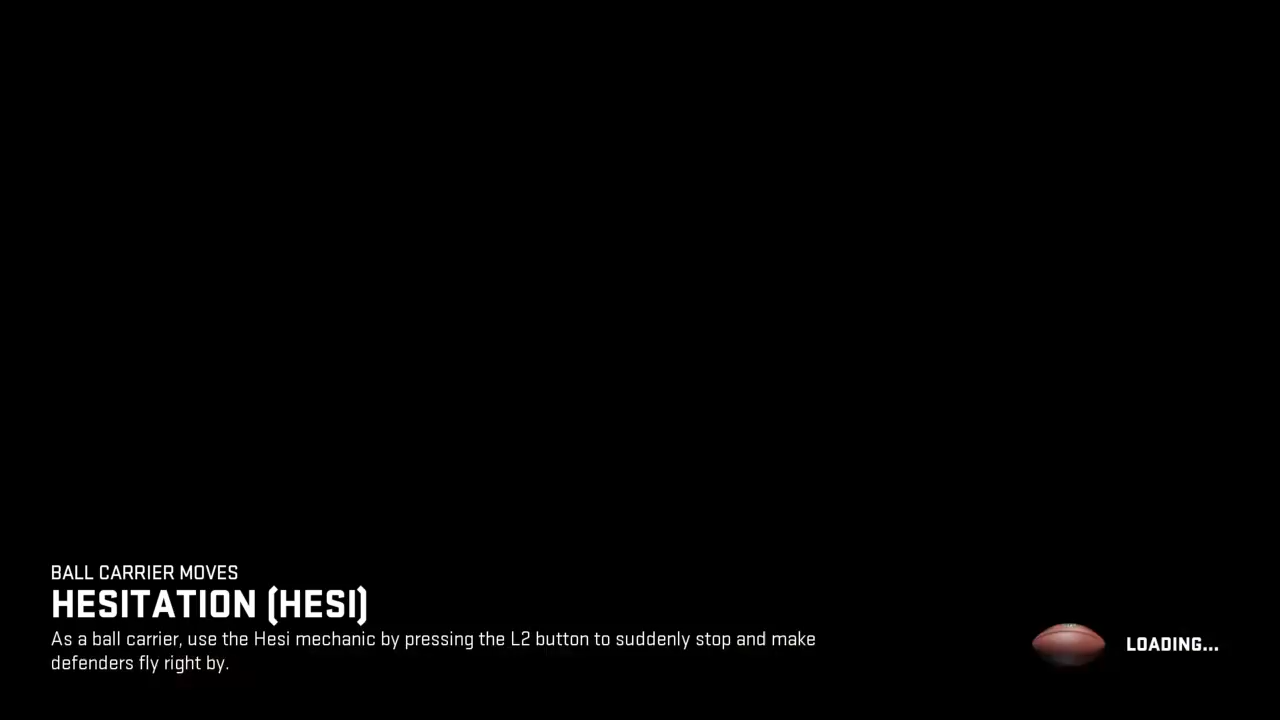 BALL CARRIER MOVES
HESITATION (HESI)
As a ball carrier, use the Hesi mechanic by pressing the L2 button to suddenly stop and make
defenders fly right by.
LOADING...